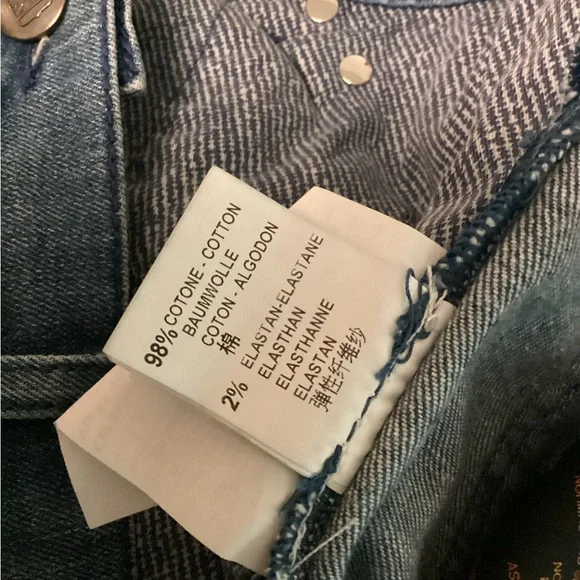 98% COTONE - COTTON
BAUMWOLLE
COTON - ALGODON
棉
2% ELASTAN-ELASTANE
ELASTHAN
ELASTHANNE
ELASTAN
弹性纤维纱